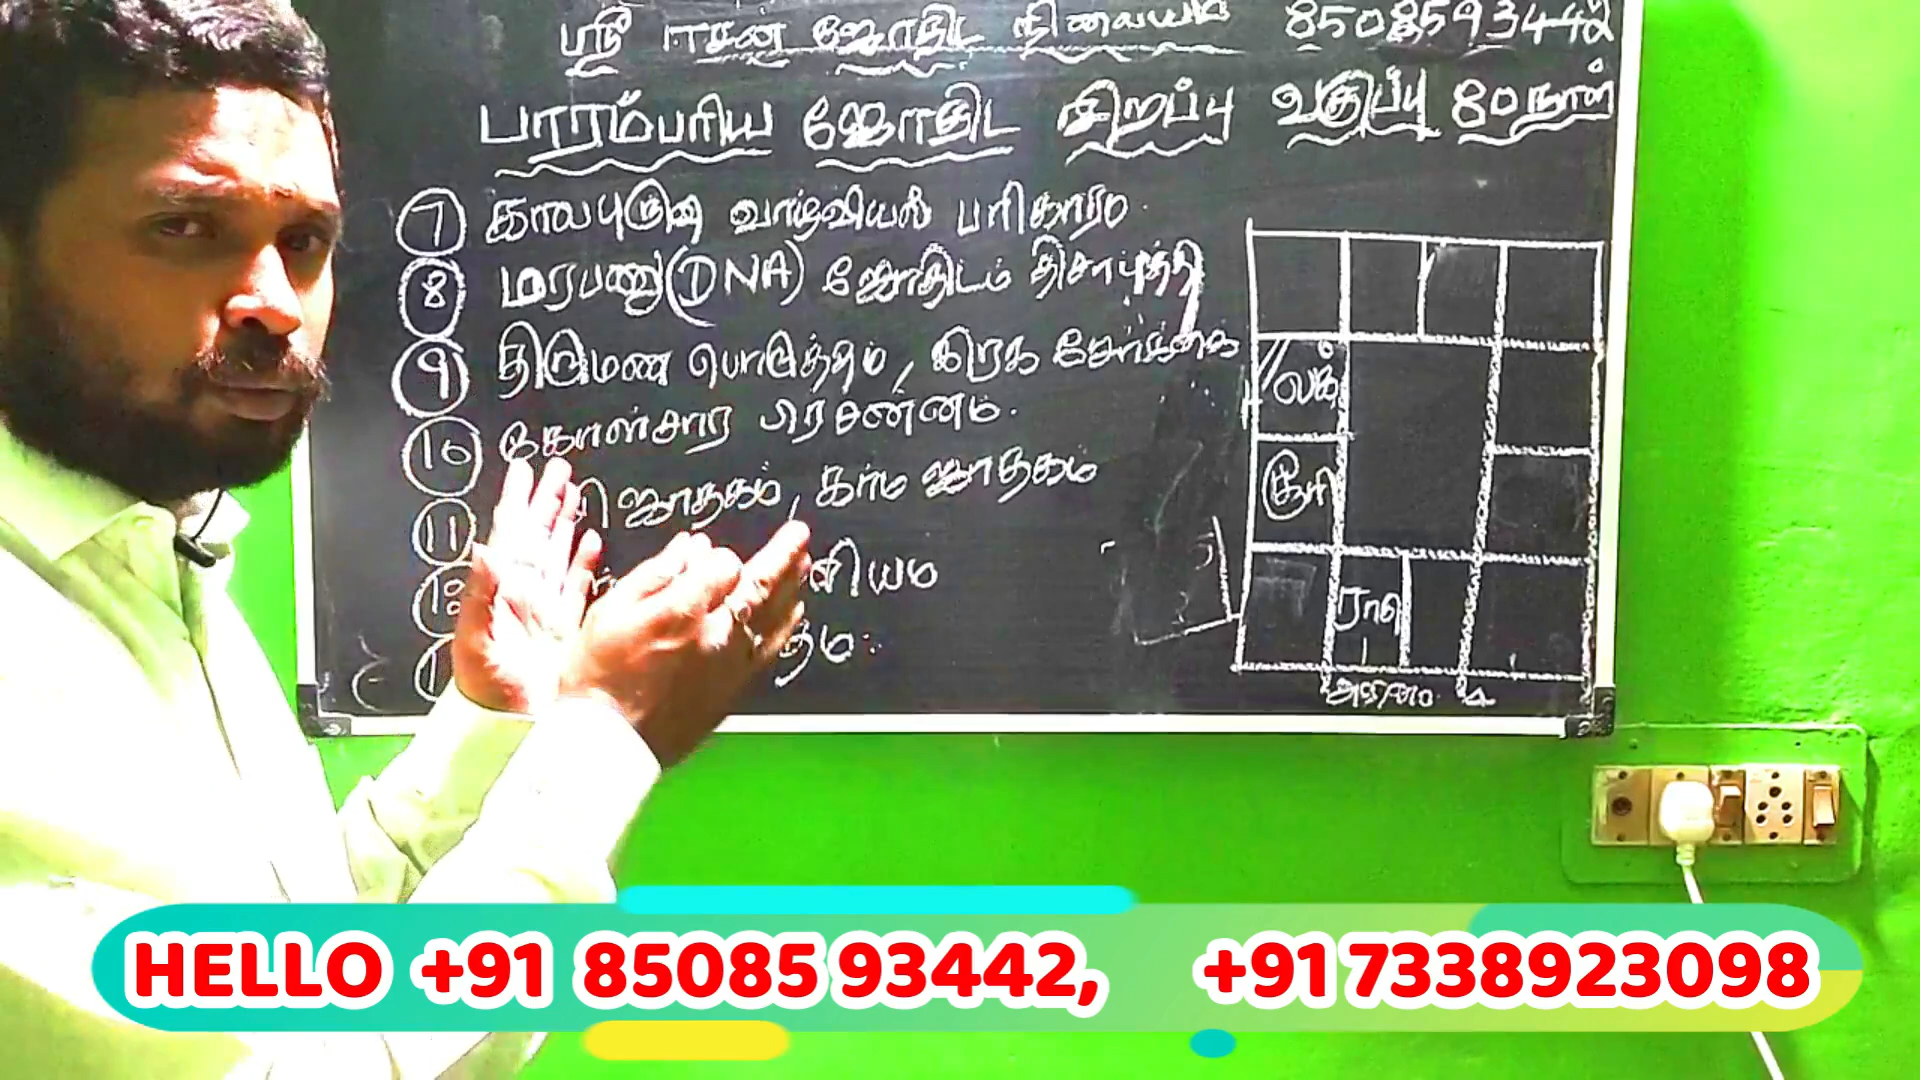 ஸ்ரீ ஈசன் ஜோதிட நிலையம் 8508593442
பாரம்பரிய ஜோதிட சிறப்பு வகுப்பு 80 நாள்
7 காலபுருஷ வாழ்வியல் பரிகாரம்.
8 மரபணு (DNA) ஜோதிடம் திசாபுத்தி
9 திருமண பொருத்தம், கிரக சேர்க்கை
10 கோள்சார பிரசன்னம்.
11 ஜாதகம், கர்ம ஜாதகம்
12
லக்
சூரி
ராகு
HELLO +91 85085 93442, +91 7338923098